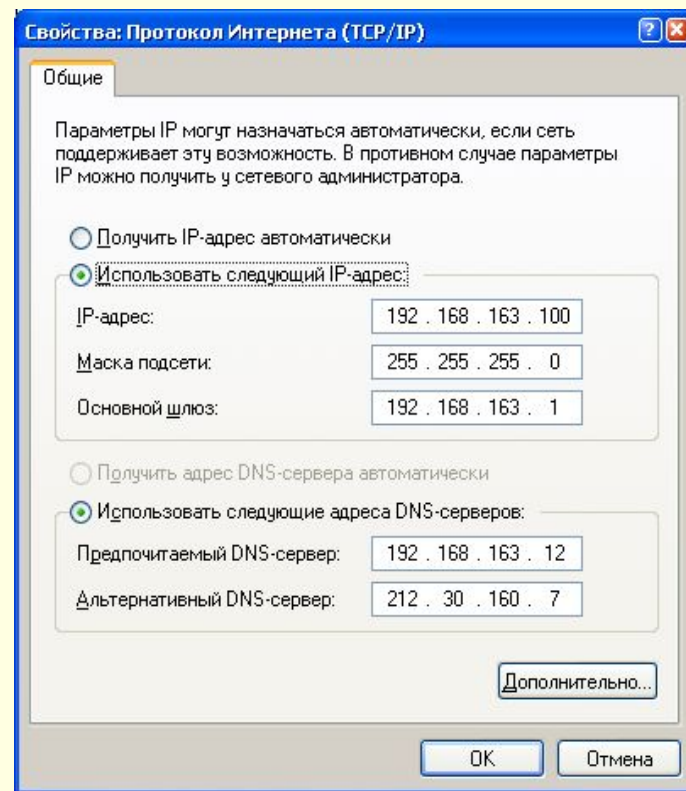 Свойства: Протокол Интернета (TCP/IP)
Общие
Параметры IP могут назначаться автоматически, если сеть
поддерживает эту возможность. В противном случае параметры
IP можно получить у сетевого администратора.
Получить IP-адрес автоматически
Использовать следующий IP-адрес:
IP-адрес: 192 . 168 . 163 . 100
Маска подсети: 255 . 255 . 255 . 0
Основной шлюз: 192 . 168 . 163 . 1
Получить адрес DNS-сервера автоматически
Использовать следующие адреса DNS-серверов:
Предпочитаемый DNS-сервер: 192 . 168 . 163 . 12
Альтернативный DNS-сервер: 212 . 30 . 160 . 7
Дополнительно...
OK Отмена